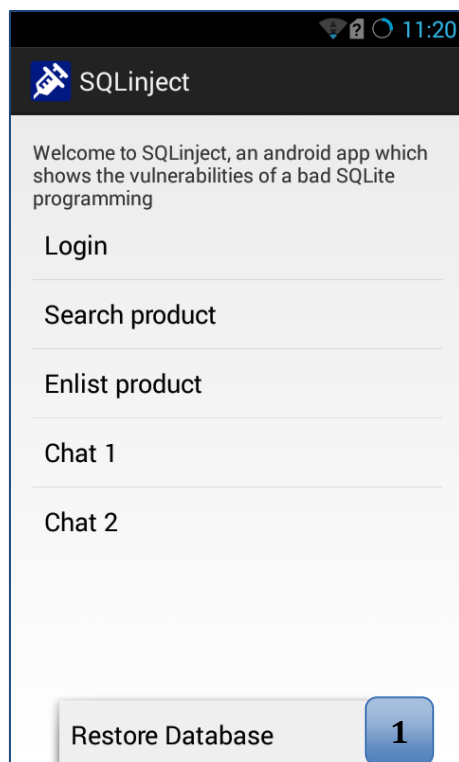 11:20
SQLinject
Welcome to SQLinject, an android app which
shows the vulnerabilities of a bad SQLite
programming
Login
Search product
Enlist product
Chat 1
Chat 2
Restore Database 1